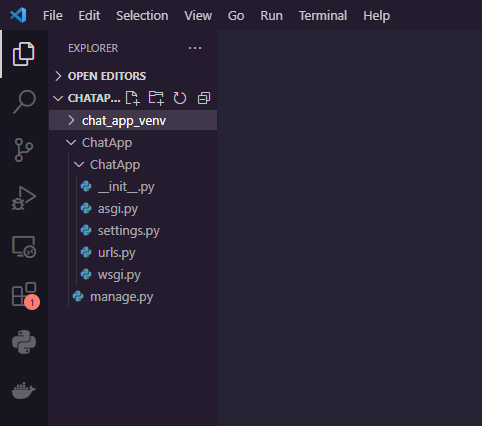 File Edit Selection View Go Run Terminal Help
EXPLORER ...
OPEN EDITORS
CHATAP...
chat_app_venv
ChatApp
ChatApp
__init__.py
asgi.py
settings.py
urls.py
wsgi.py
manage.py
1